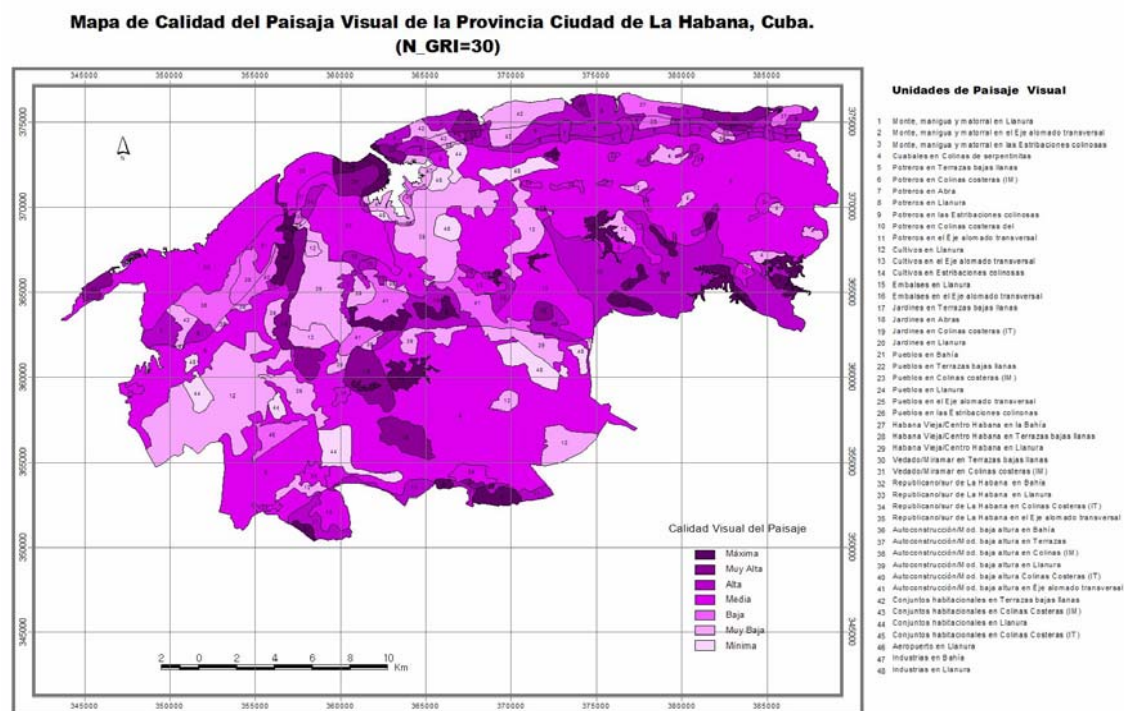 Mapa de Calidad del Paisaja Visual de la Provincia Ciudad de La Habana, Cuba.
(N_GRI=30)
345000 350000 355000 360000 365000 370000 375000 380000 385000
375000 375000
370000 370000
365000 365000
360000 360000
355000 355000
350000 350000
345000 345000
345000 350000 355000 360000 365000 370000 375000 380000 385000
N
Calidad Visual del Paisaje
Máxima
Muy Alta
Alta
Media
Baja
Muy Baja
Mínima
2 0 2 4 6 8 10
Km
Unidades de Paisaje Visual
1 Monte, manigua y matorral en Llanura
2 Monte, manigua y matorral en el Eje alomado transversal
3 Monte, manigua y matorral en las Estribaciones colinosas
4 Cuabales en Colinas de serpentinitas
5 Potreros en Terrazas bajas llanas
6 Potreros en Colinas costeras (IM)
7 Potreros en Abra
8 Potreros en Llanura
9 Potreros en las Estribaciones colinosas
10 Potreros en Colinas costeras del
11 Potreros en el Eje alomado transversal
12 Cultivos en Llanura
13 Cultivos en el Eje alomado transversal
14 Cultivos en Estribaciones colinosas
15 Embalses en Llanura
16 Embalses en el Eje alomado transversal
17 Jardines en Terrazas bajas llanas
18 Jardines en Abras
19 Jardines en Colinas costeras (IT)
20 Jardines en Llanura
21 Pueblos en Bahía
22 Pueblos en Terrazas bajas llanas
23 Pueblos en Colinas costeras (IM)
24 Pueblos en Llanura
25 Pueblos en el Eje alomado transversal
26 Pueblos en las Estribaciones colinonas
27 Habana Vieja/Centro Habana en la Bahía
28 Habana Vieja/Centro Habana en Terrazas bajas llanas
29 Habana Vieja/Centro Habana en Llanura
30 Vedado/Miramar en Terrazas bajas llanas
31 Vedado/Miramar en Colinas costeras (IM)
32 Republicano/sur de La Habana en Bahía
33 Republicano/sur de La Habana en Llanura
34 Republicano/sur de La Habana en Colinas Costeras (IT)
35 Republicano/sur de La Habana en el Eje alomado transversal
36 Autoconstrucción/Mod. baja altura en Bahía
37 Autoconstrucción/Mod. baja altura en Terrazas
38 Autoconstrucción/Mod. baja altura en Colinas (IM)
39 Autoconstrucción/Mod. baja altura en Llanura
40 Autoconstrucción/Mod. baja altura Colinas Costeras (IT)
41 Autoconstrucción/Mod. baja altura en Eje alomado transversal
42 Conjuntos habitacionales en Terrazas bajas llanas
43 Conjuntos habitacionales en Colinas Costeras (IM)
44 Conjuntos habitacionales en Llanura
45 Conjuntos habitacionales en Colinas Costeras (IT)
46 Aeropuerto en Llanura
47 Industrias en Bahía
48 Industrias en Llanura